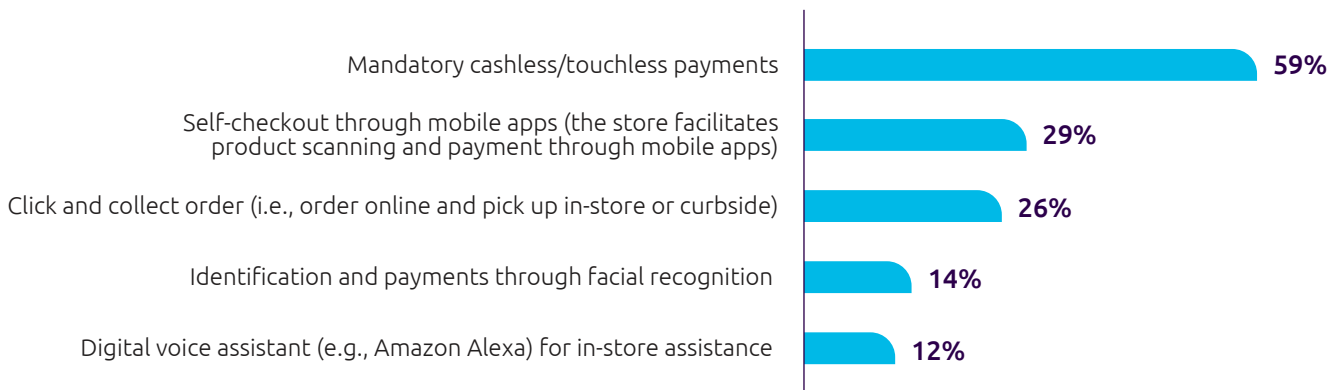 Mandatory cashless/touchless payments
59%
Self-checkout through mobile apps (the store facilitates
product scanning and payment through mobile apps)
29%
Click and collect order (i.e., order online and pick up in-store or curbside)
26%
Identification and payments through facial recognition
14%
Digital voice assistant (e.g., Amazon Alexa) for in-store assistance
12%